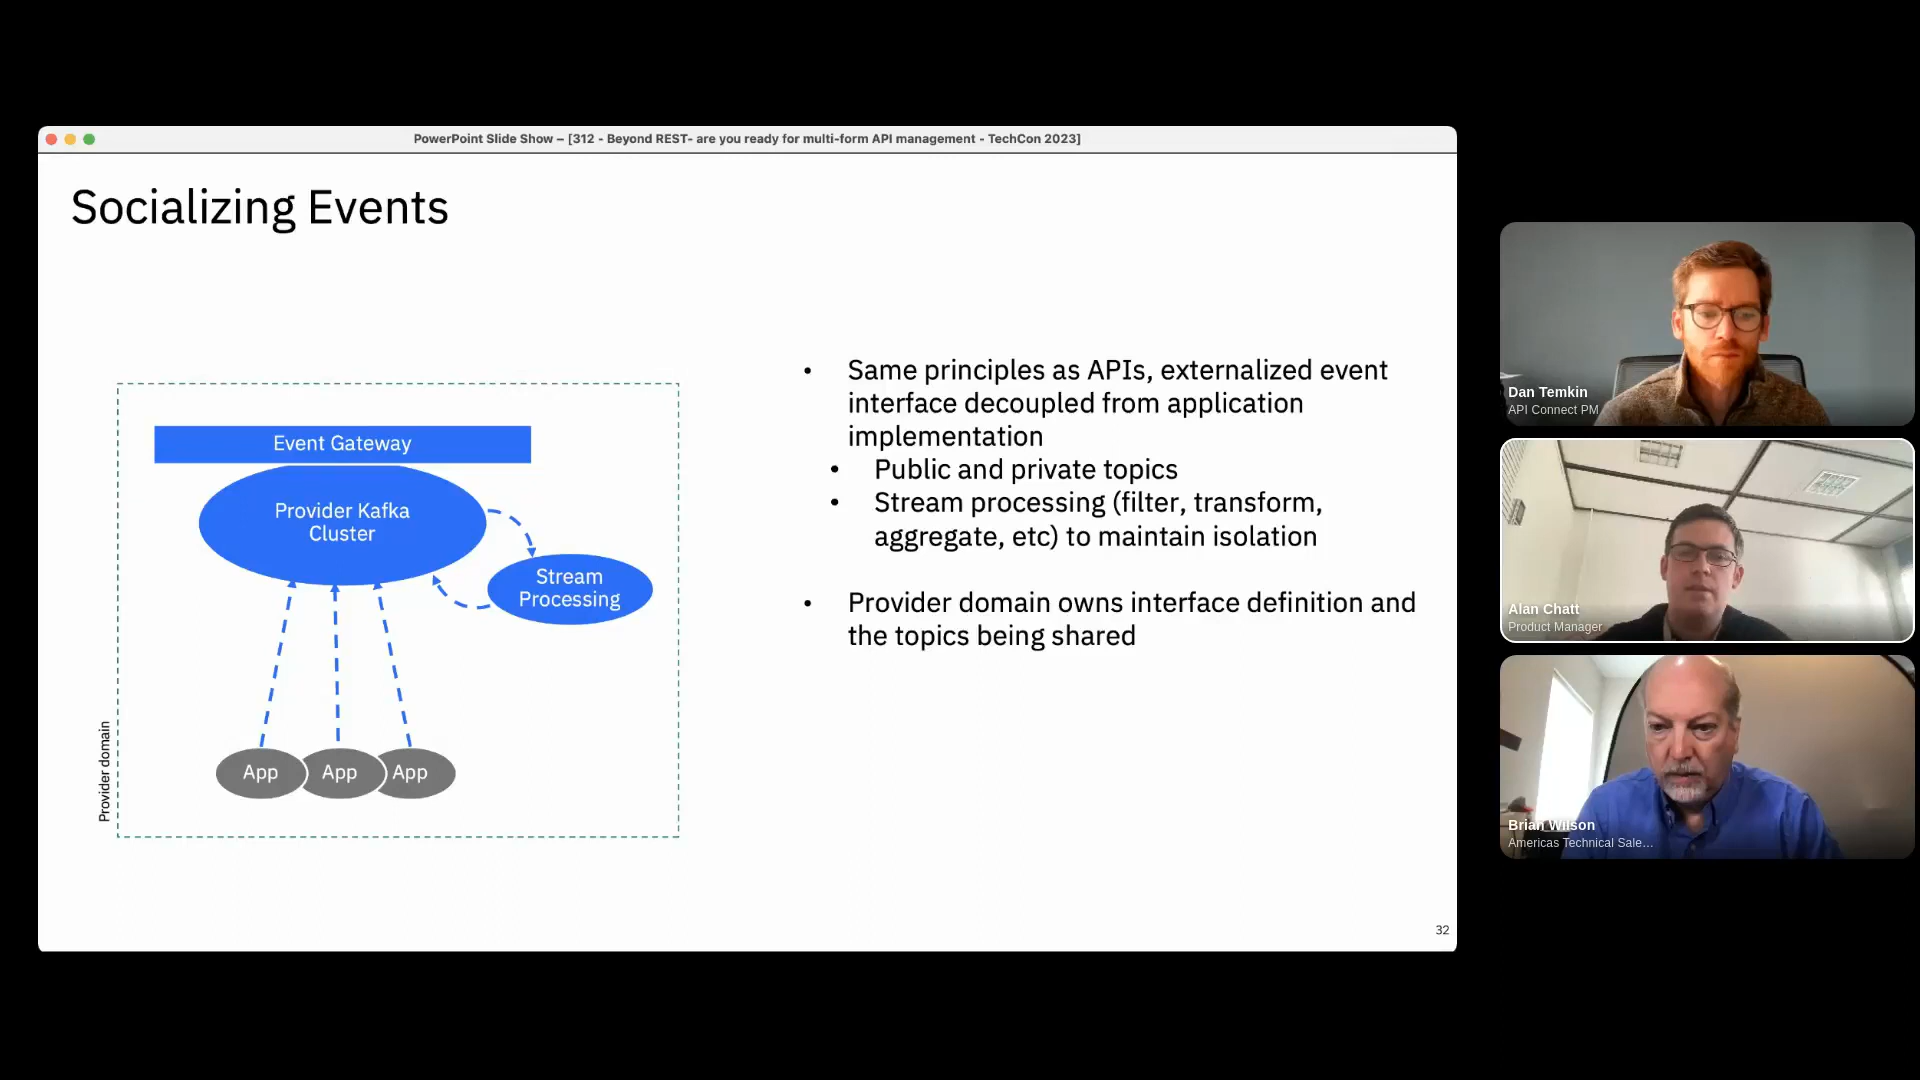 PowerPoint Slide Show – [312 - Beyond REST- are you ready for multi-form API management - TechCon 2023]
Socializing Events
Event Gateway
Provider Kafka
Cluster
Stream
Processing
App
App
App
Provider domain
• Same principles as APIs, externalized event
interface decoupled from application
implementation
• Public and private topics
• Stream processing (filter, transform,
aggregate, etc) to maintain isolation
• Provider domain owns interface definition and
the topics being shared
32
Dan Temkin
API Connect PM
Alan Chatt
Product Manager
Brian Wilson
Americas Technical Sale...